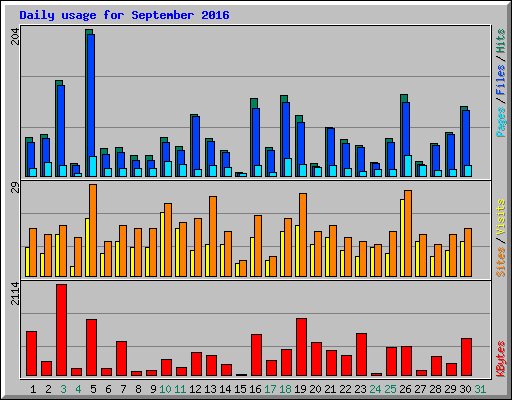 Daily usage for September 2016
204
Pages / Files / Hits
29
Sites / Visits
2114
KBytes
1 2 3 4 5 6 7 8 9 10 11 12 13 14 15 16 17 18 19 20 21 22 23 24 25 26 27 28 29 30 31